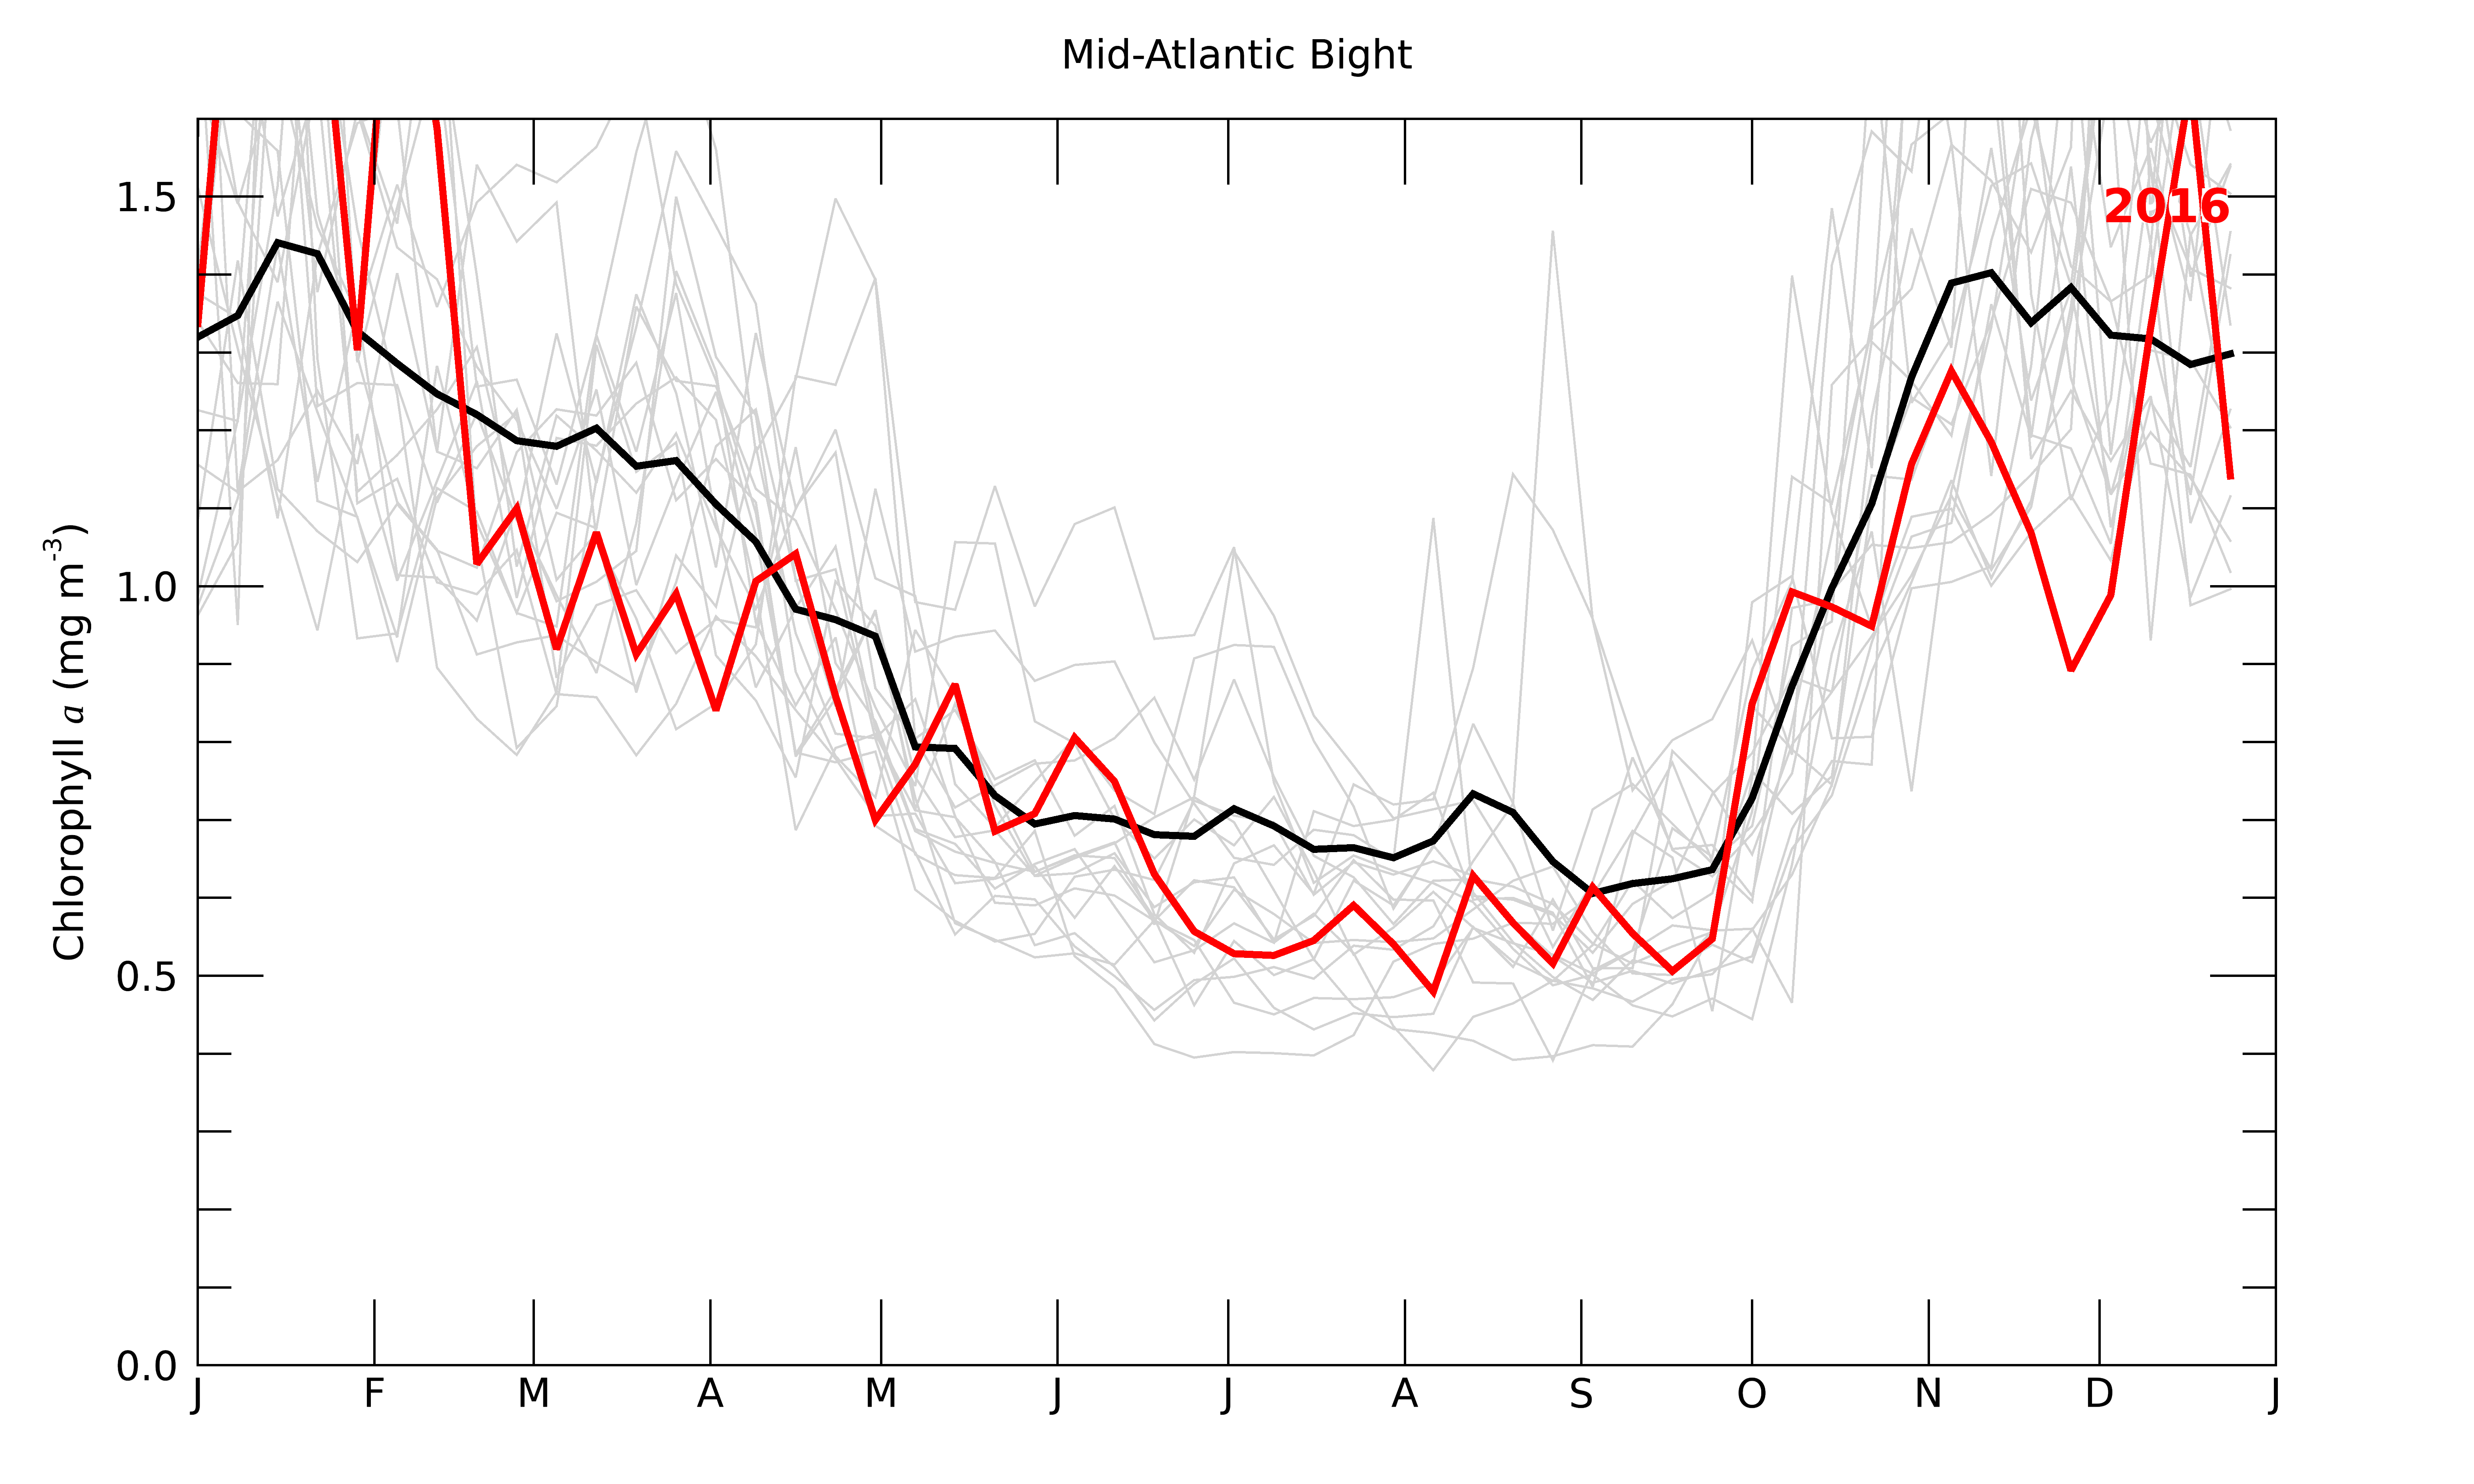 Mid-Atlantic Bight
Chlorophyll a (mg m⁻³)
1.5
1.0
0.5
0.0
2016
J F M A M J J A S O N D J